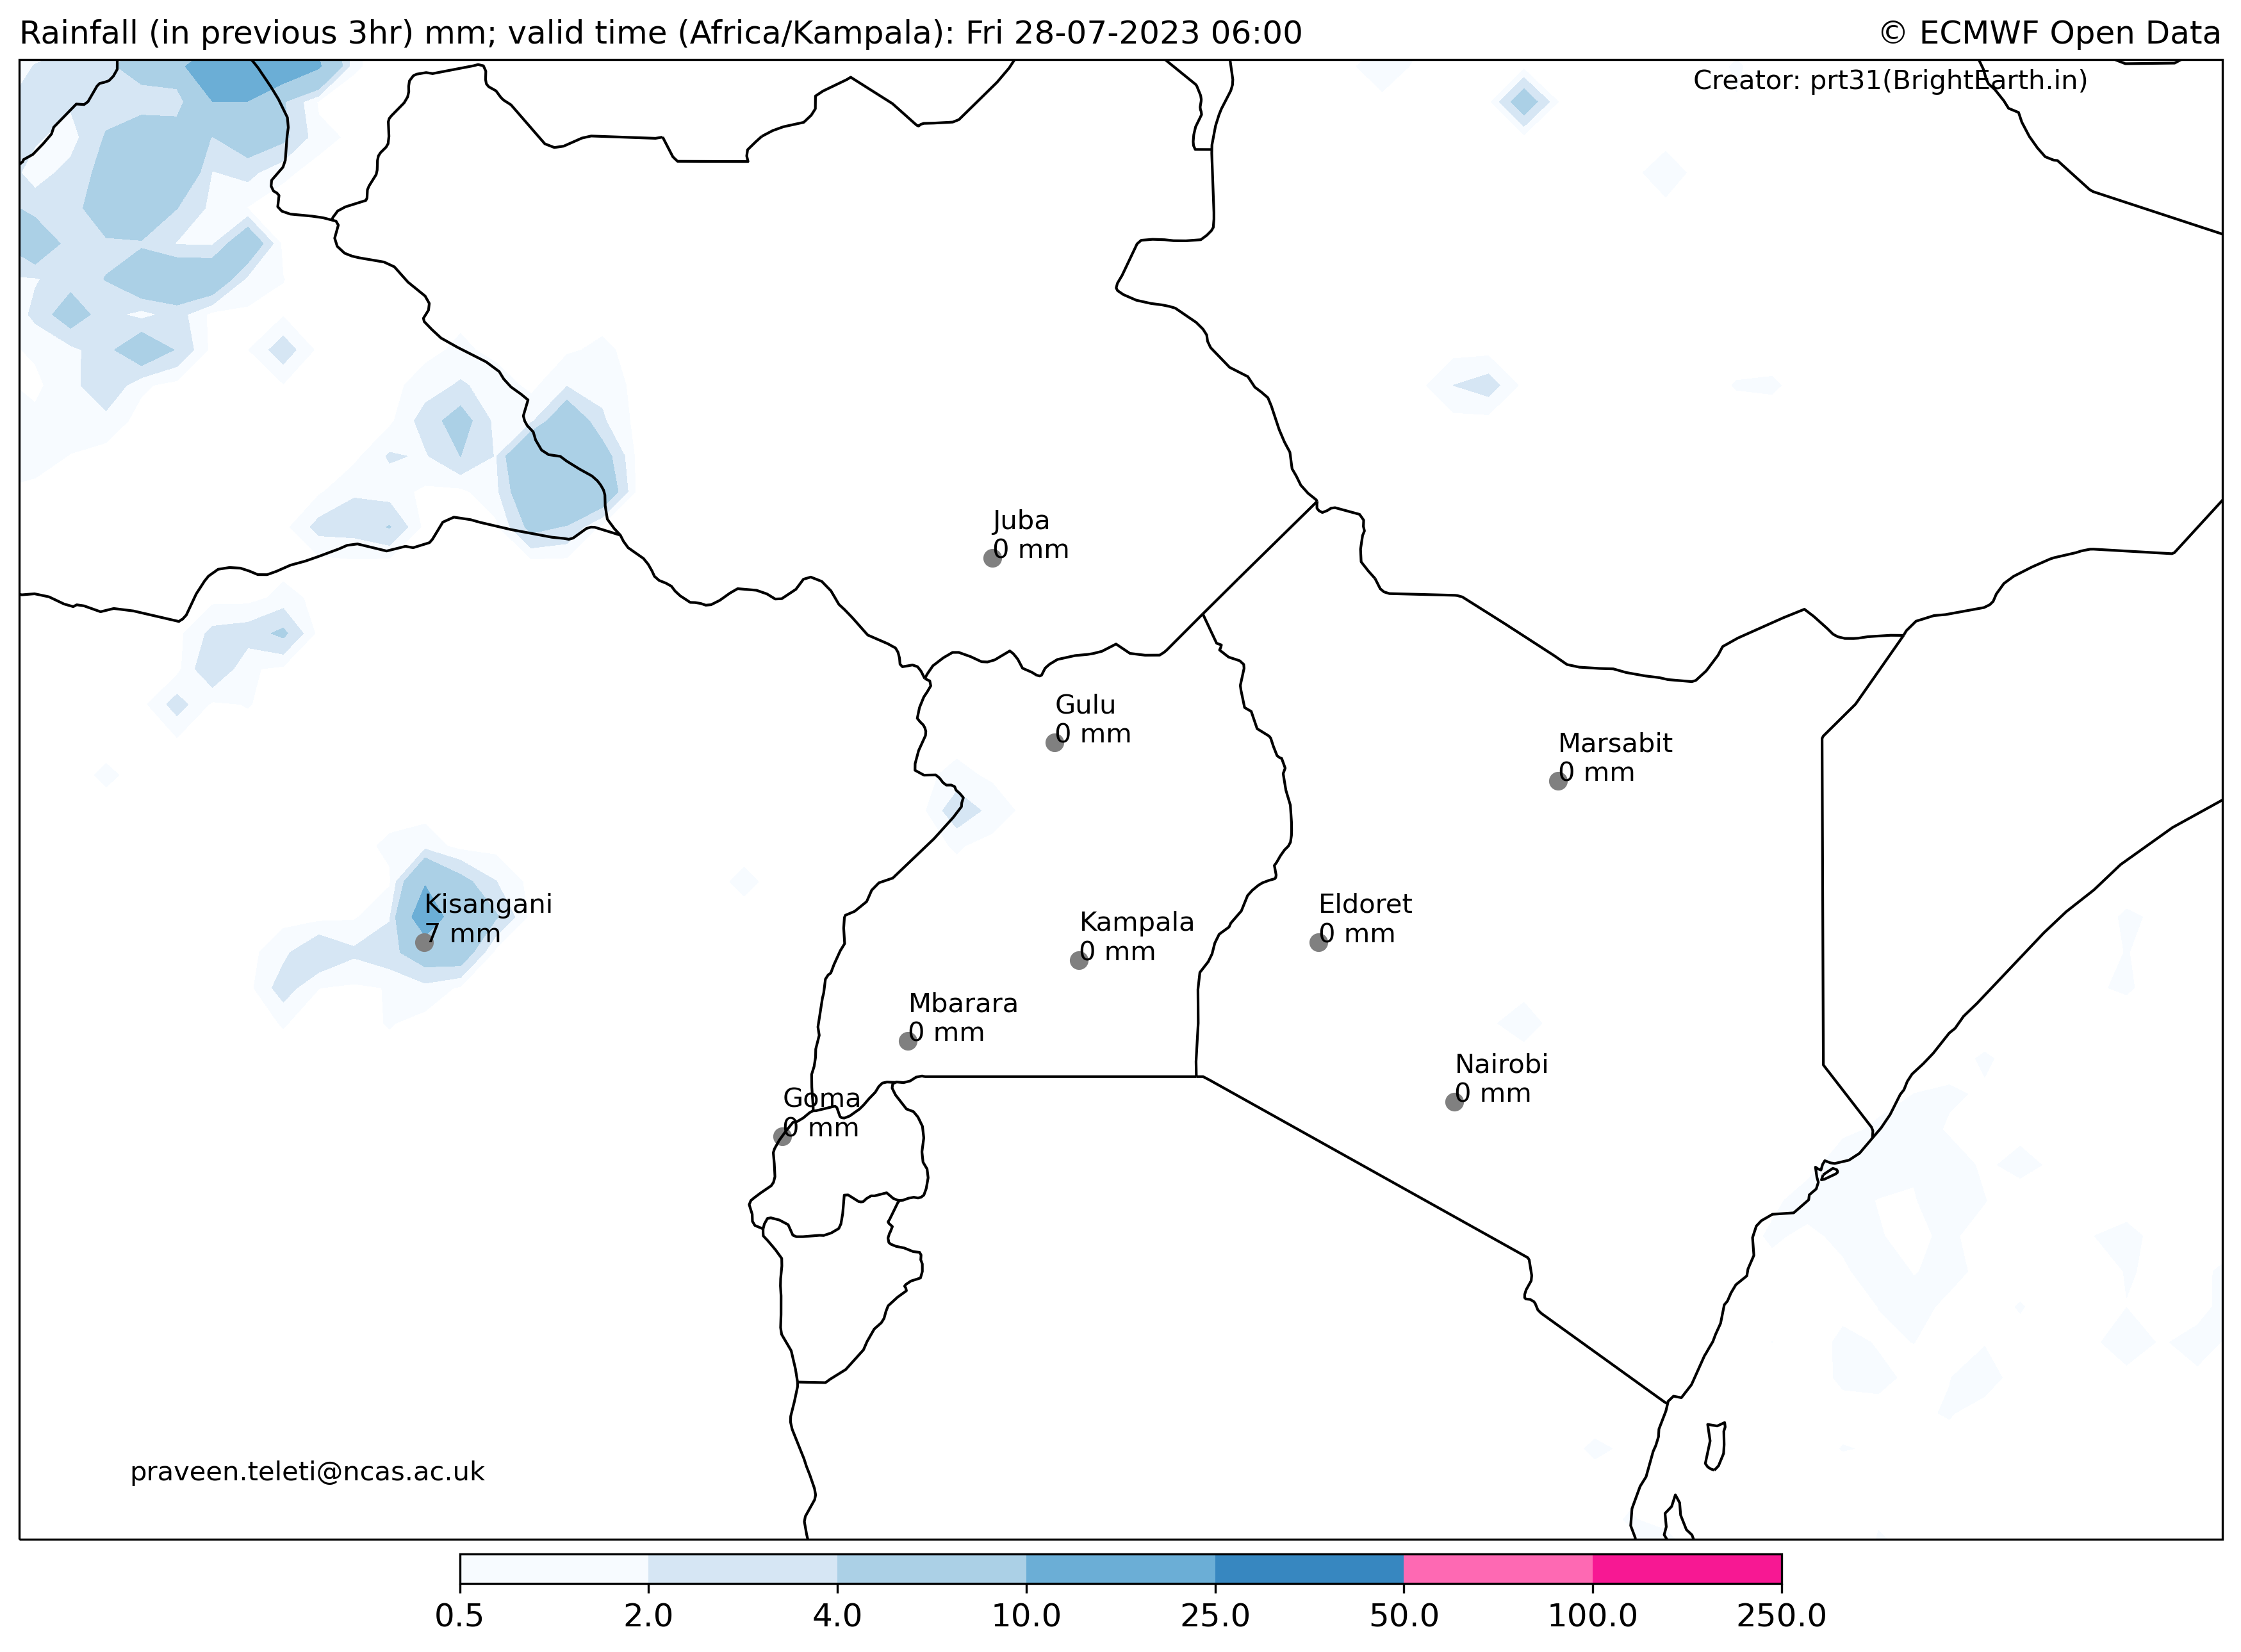 Rainfall (in previous 3hr) mm; valid time (Africa/Kampala): Fri 28-07-2023 06:00
© ECMWF Open Data
Creator: prt31(BrightEarth.in)
Juba
0 mm
Gulu
0 mm
Marsabit
0 mm
Kisangani
7 mm
Kampala
0 mm
Eldoret
0 mm
Mbarara
0 mm
Nairobi
0 mm
Goma
0 mm
praveen.teleti@ncas.ac.uk
0.5 2.0 4.0 10.0 25.0 50.0 100.0 250.0